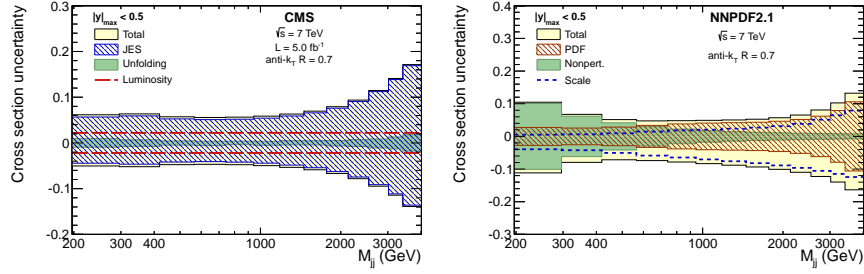 |y|max < 0.5 CMS
Total √s = 7 TeV
JES L = 5.0 fb⁻¹
Unfolding anti-kT R = 0.7
Luminosity
Cross section uncertainty
0.3
0.2
0.1
0
-0.1
-0.2
200 300 400 1000 2000 3000
Mjj (GeV)
|y|max < 0.5 NNPDF2.1
Total √s = 7 TeV
PDF anti-kT R = 0.7
Nonpert.
Scale
Cross section uncertainty
0.3
0.2
0.1
0
-0.1
-0.2
-0.3
200 300 400 1000 2000 3000
Mjj (GeV)